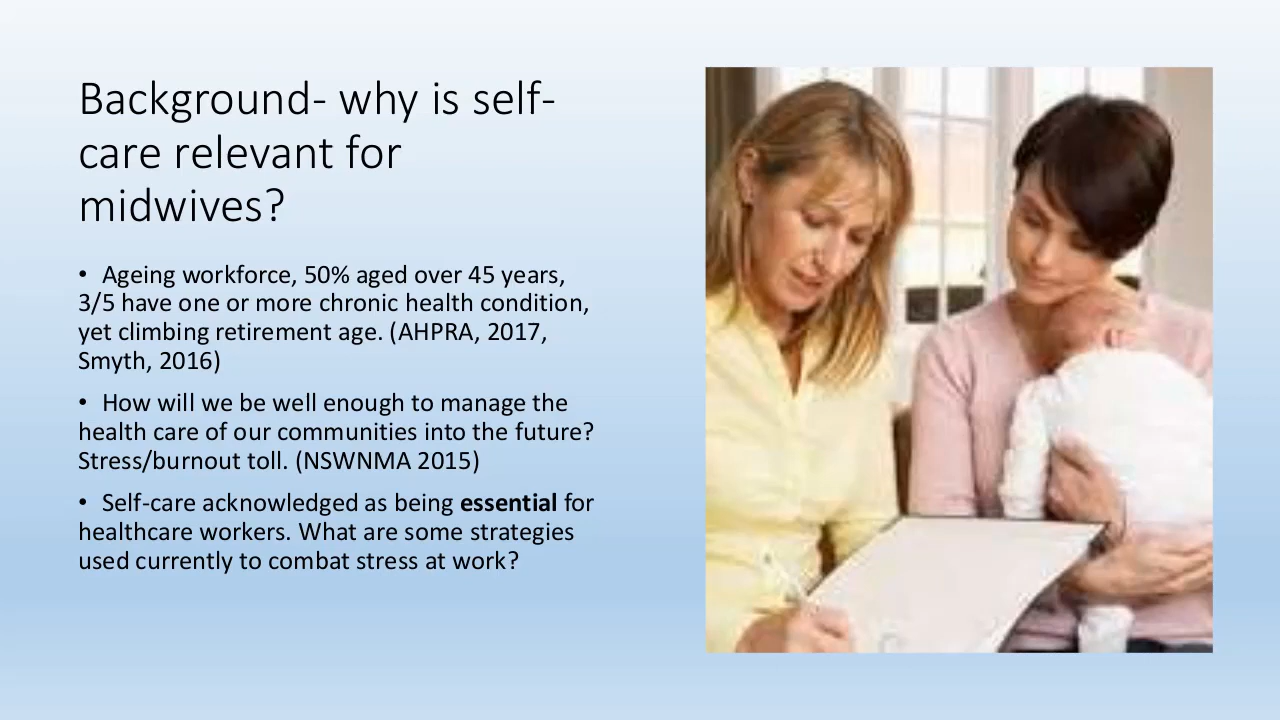 Background- why is self-
care relevant for
midwives?
• Ageing workforce, 50% aged over 45 years,
3/5 have one or more chronic health condition,
yet climbing retirement age. (AHPRA, 2017,
Smyth, 2016)
• How will we be well enough to manage the
health care of our communities into the future?
Stress/burnout toll. (NSWNMA 2015)
• Self-care acknowledged as being essential for
healthcare workers. What are some strategies
used currently to combat stress at work?